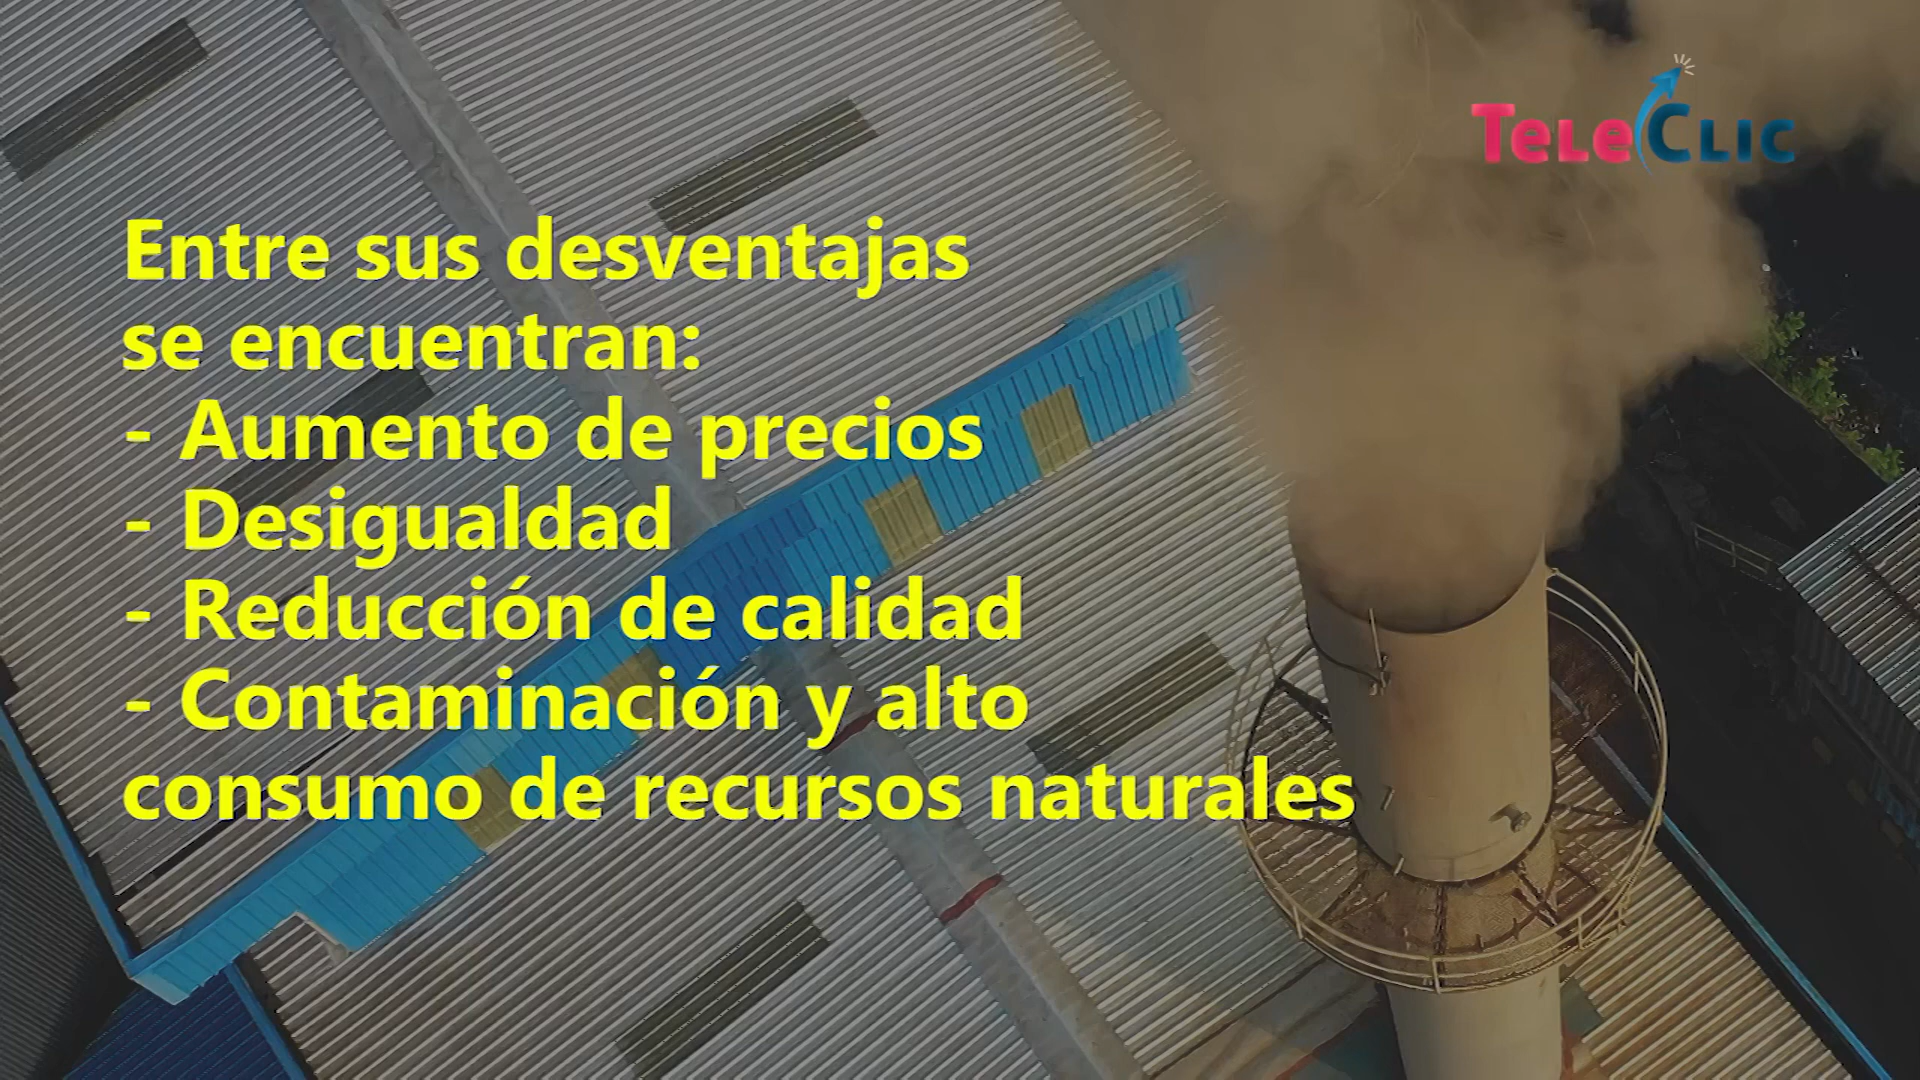 TELECLIC
Entre sus desventajas
se encuentran:
- Aumento de precios
- Desigualdad
- Reducción de calidad
- Contaminación y alto
consumo de recursos naturales